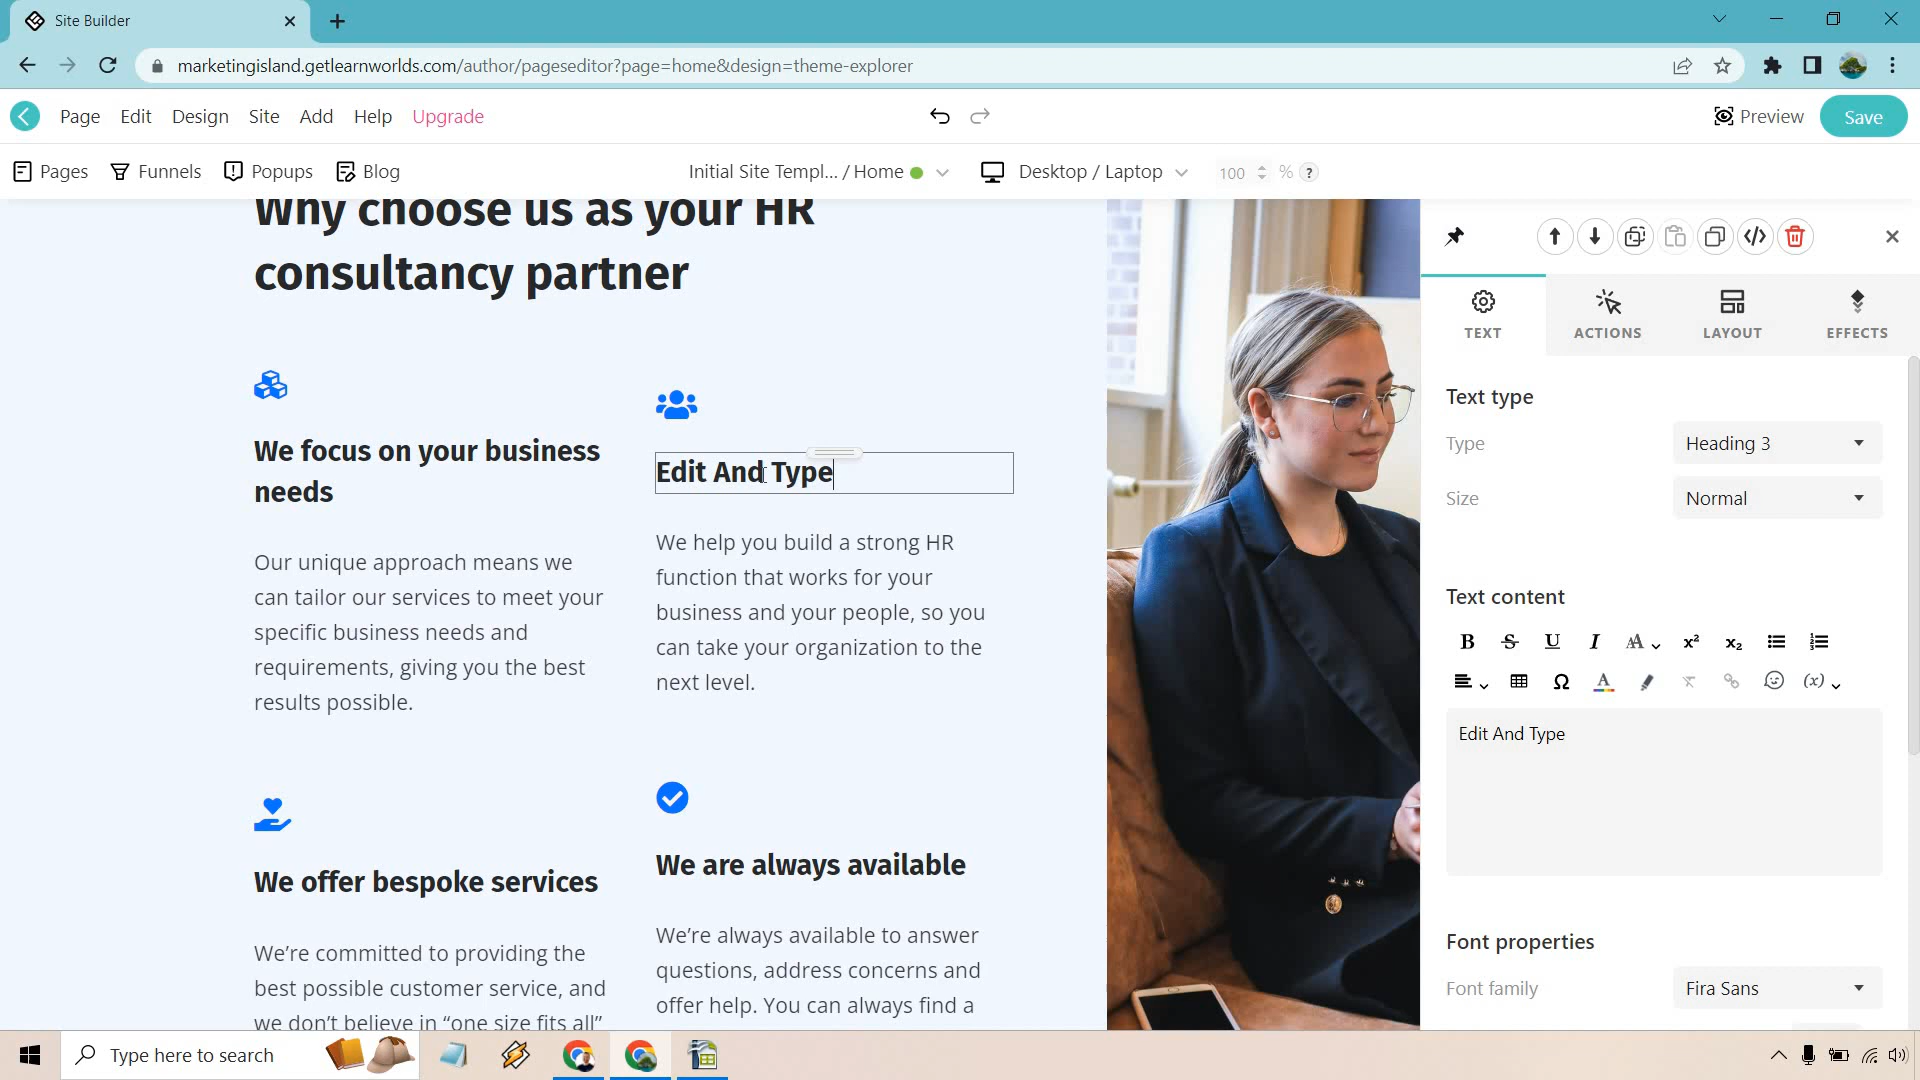 Site Builder
marketingisland.getlearnworlds.com/author/pageseditor?page=home&design=theme-explorer
Page Edit Design Site Add Help Upgrade
Preview Save
Pages Funnels Popups Blog
Initial Site Templ... / Home Desktop / Laptop 100 % ?
Why choose us as your HR
consultancy partner
We focus on your business
needs
Our unique approach means we
can tailor our services to meet your
specific business needs and
requirements, giving you the best
results possible.
Edit And Type
We help you build a strong HR
function that works for your
business and your people, so you
can take your organization to the
next level.
We offer bespoke services
We're committed to providing the
best possible customer service, and
we don't believe in "one size fits all"
We are always available
We're always available to answer
questions, address concerns and
offer help. You can always find a
TEXT ACTIONS LAYOUT EFFECTS
Text type
Type Heading 3
Size Normal
Text content
Edit And Type
Font properties
Font family Fira Sans
Type here to search